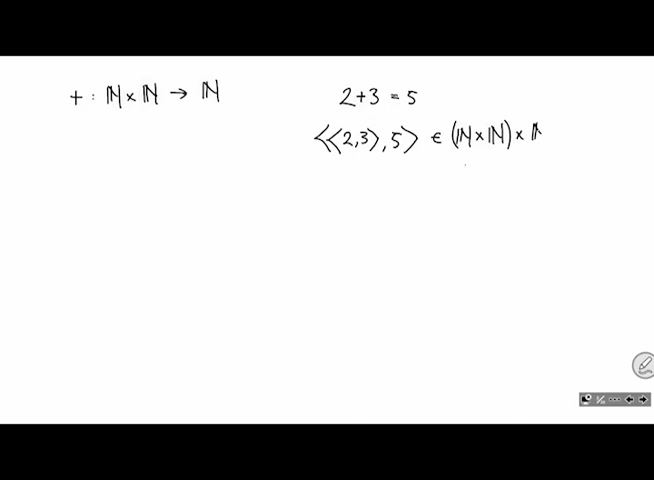 + : ℕ × ℕ → ℕ
2 + 3 = 5
⟨⟨2,3⟩,5⟩ ∈ (ℕ × ℕ) × ℕ